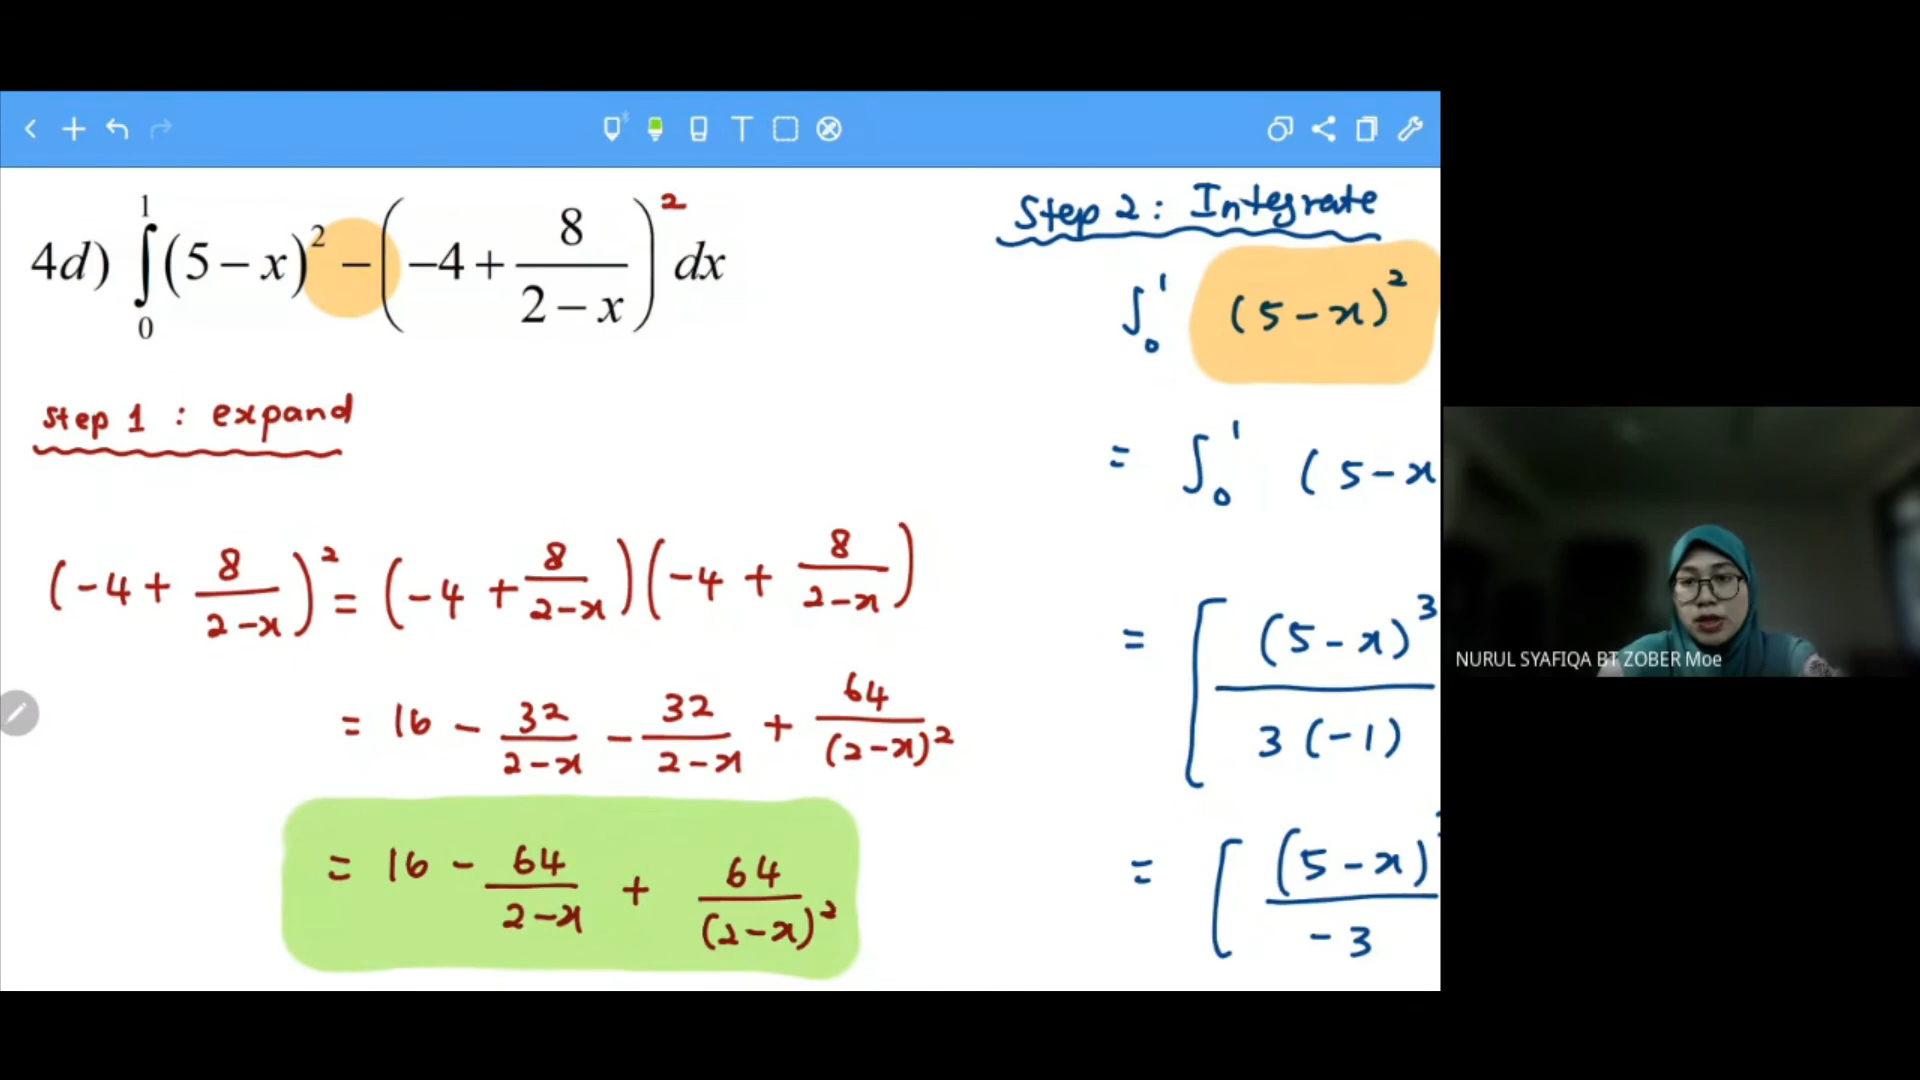 4d) ∫₀¹ (5 − x)² − (−4 + 8/(2 − x))² dx
Step 1 : expand
(−4 + 8/(2−x))² = (−4 + 8/(2−x))(−4 + 8/(2−x))
= 16 − 32/(2−x) − 32/(2−x) + 64/(2−x)²
= 16 − 64/(2−x) + 64/(2−x)²
Step 2 : Integrate
∫₀¹ (5−x)²
= ∫₀¹ (5−x
= [ (5−x)³ / 3(−1)
= [ (5−x) / −3
NURUL SYAFIQA BT ZOBER Moe